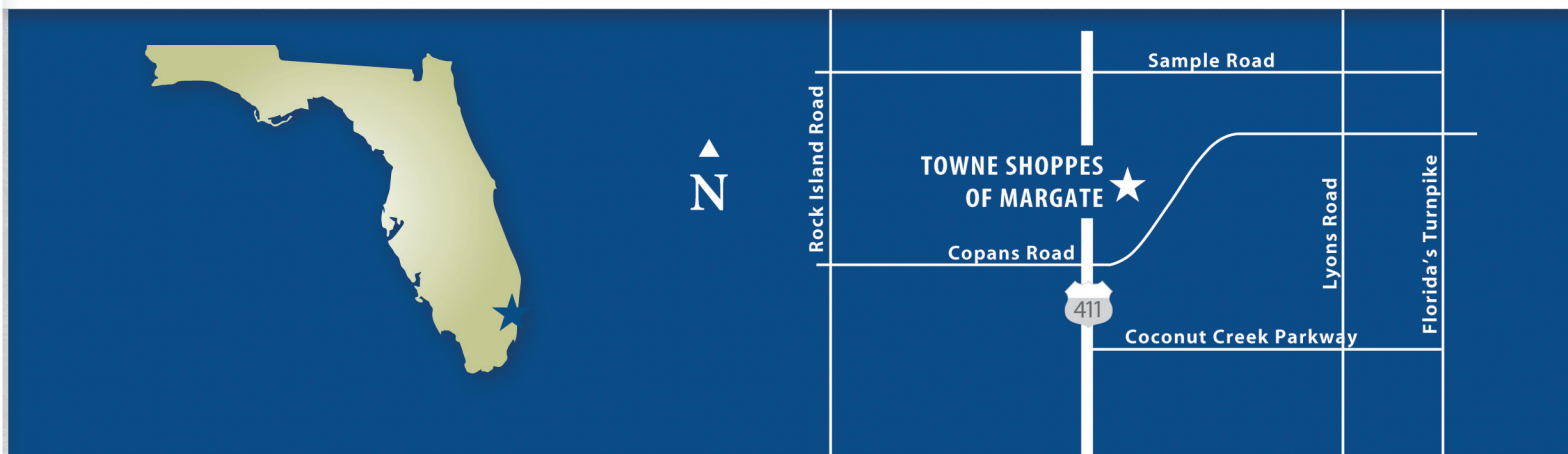 Sample Road
Rock Island Road
N
TOWNE SHOPPES
OF MARGATE
Lyons Road
Florida's Turnpike
Copans Road
411
Coconut Creek Parkway